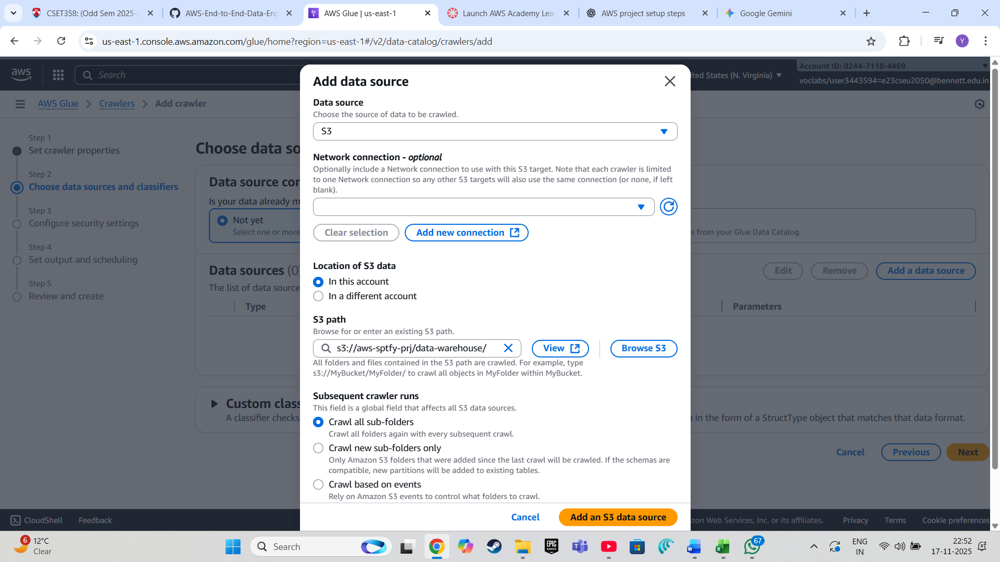 CSET358: (Odd Sem 2025-2
AWS-End-to-End-Data-Eng
AWS Glue | us-east-1
Launch AWS Academy Lear
AWS project setup steps
Google Gemini
us-east-1.console.aws.amazon.com/glue/home?region=us-east-1#/v2/data-catalog/crawlers/add
Y
aws
Search
ited States (N. Virginia)
Account ID: 0244-7118-4469
voclabs/user3443594=e23cseu2050@bennett.edu.in
AWS Glue
Crawlers
Add crawler
Step 1
Set crawler properties
Step 2
Choose data sources and classifiers
Step 3
Configure security settings
Step 4
Set output and scheduling
Step 5
Review and create
Choose data so
Data source con
Is your data already m
Not yet
Select one or more
s from your Glue Data Catalog.
Data sources (0)
The list of data source
Edit
Remove
Add a data source
Type
Parameters
Custom class
A classifier checks
in the form of a StructType object that matches that data format.
Cancel
Previous
Next
Add data source
Data source
Choose the source of data to be crawled.
S3
Network connection - optional
Optionally include a Network connection to use with this S3 target. Note that each crawler is limited
to one Network connection so any other S3 targets will also use the same connection (or none, if left
blank).
Clear selection
Add new connection
Location of S3 data
In this account
In a different account
S3 path
Browse for or enter an existing S3 path.
s3://aws-sptfy-prj/data-warehouse/
View
Browse S3
All folders and files contained in the S3 path are crawled. For example, type
s3://MyBucket/MyFolder/ to crawl all objects in MyFolder within MyBucket.
Subsequent crawler runs
This field is a global field that affects all S3 data sources.
Crawl all sub-folders
Crawl all folders again with every subsequent crawl.
Crawl new sub-folders only
Only Amazon S3 folders that were added since the last crawl will be crawled. If the schemas are
compatible, new partitions will be added to existing tables.
Crawl based on events
Rely on Amazon S3 events to control what folders to crawl.
Cancel
Add an S3 data source
CloudShell
Feedback
zon Web Services, Inc. or its affiliates.
Privacy
Terms
Cookie preferences
6
12°C
Clear
Search
EPIC GAMES
67
ENG
IN
22:52
17-11-2025